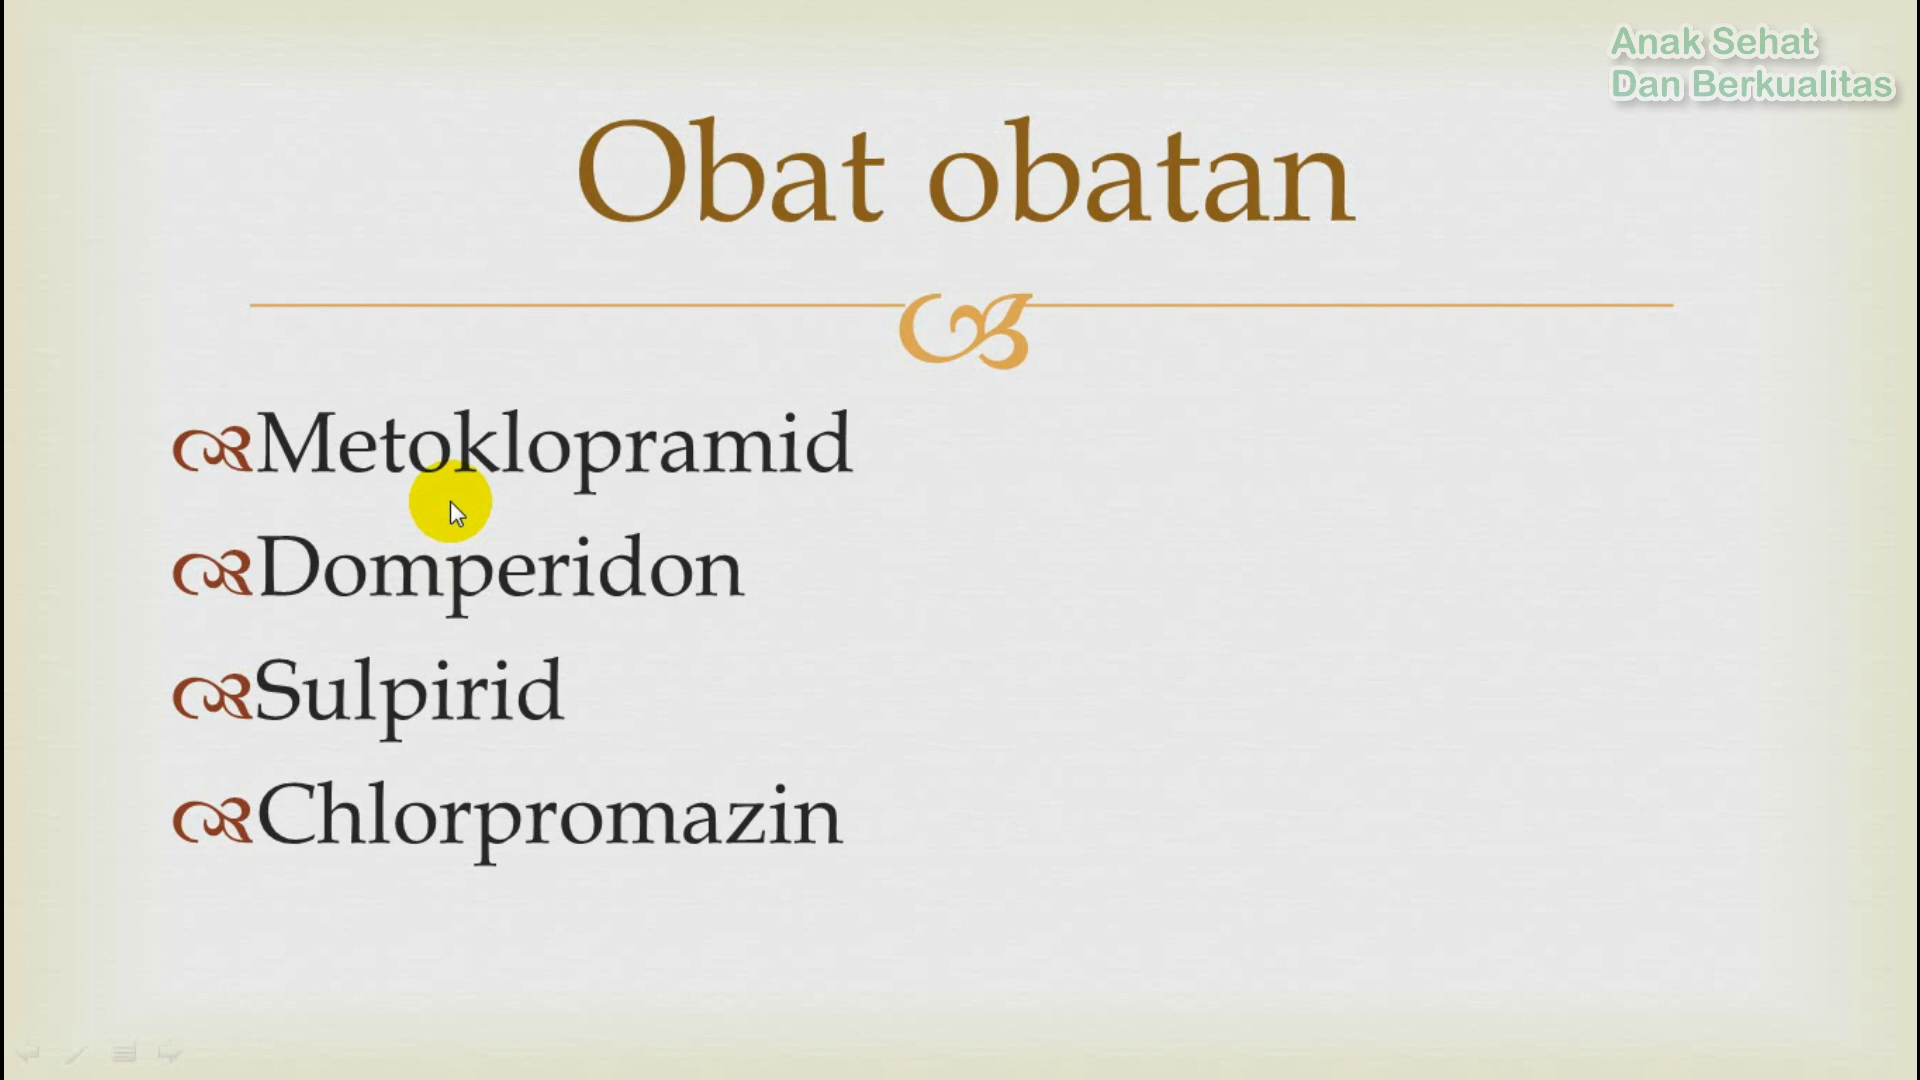 Anak Sehat
Dan Berkualitas
Obat obatan
Metoklopramid
Domperidon
Sulpirid
Chlorpromazin